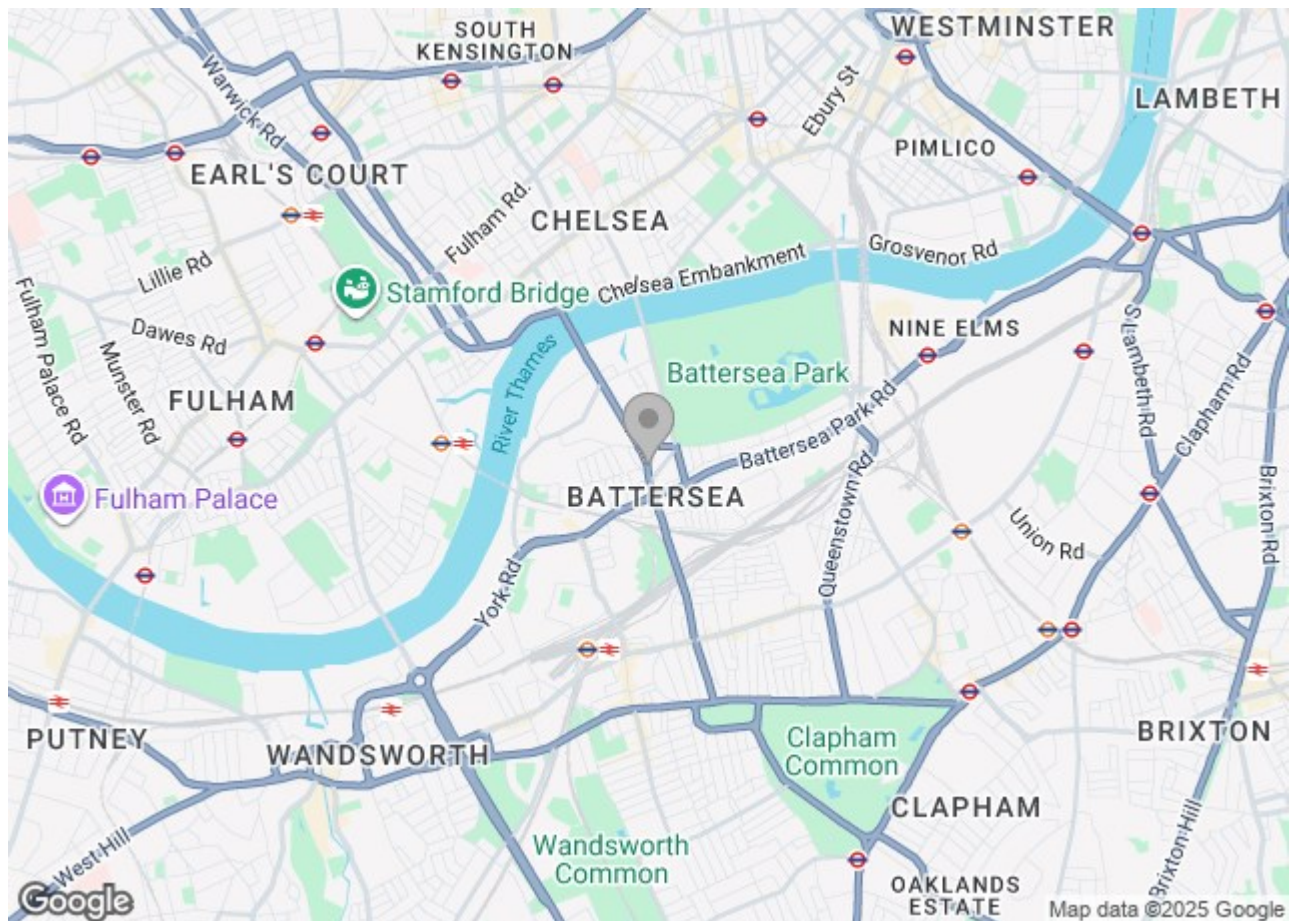 WESTMINSTER
SOUTH
KENSINGTON
Warwick Rd
Ebury St
LAMBETH
PIMLICO
EARL'S COURT
CHELSEA
Fulham Rd.
Grosvenor Rd
Chelsea Embankment
Lillie Rd
Stamford Bridge
Fulham Palace Rd
Dawes Rd
Munster Rd
NINE ELMS
S Lambeth Rd
River Thames
Battersea Park
Clapham Rd
FULHAM
Battersea Park Rd
Fulham Palace
BATTERSEA
Queenstown Rd
Brixton Rd
Union Rd
York Rd
PUTNEY
WANDSWORTH
Clapham
Common
BRIXTON
CLAPHAM
West Hill
Wandsworth
Common
Brixton Hill
OAKLANDS
ESTATE
Google
Map data ©2025 Google